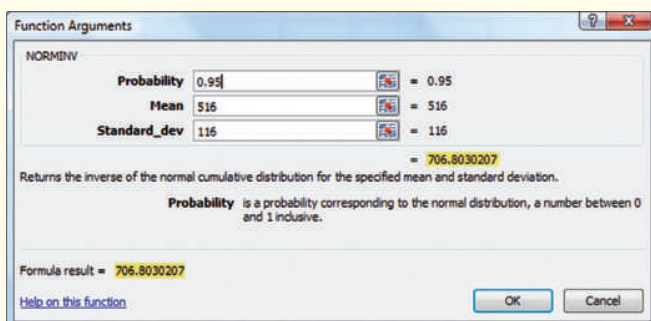 Function Arguments
NORMINV
Probability 0.95 = 0.95
Mean 516 = 516
Standard_dev 116 = 116
= 706.8030207
Returns the inverse of the normal cumulative distribution for the specified mean and standard deviation.
Probability is a probability corresponding to the normal distribution, a number between 0
and 1 inclusive.
Formula result = 706.8030207
Help on this function
OK Cancel